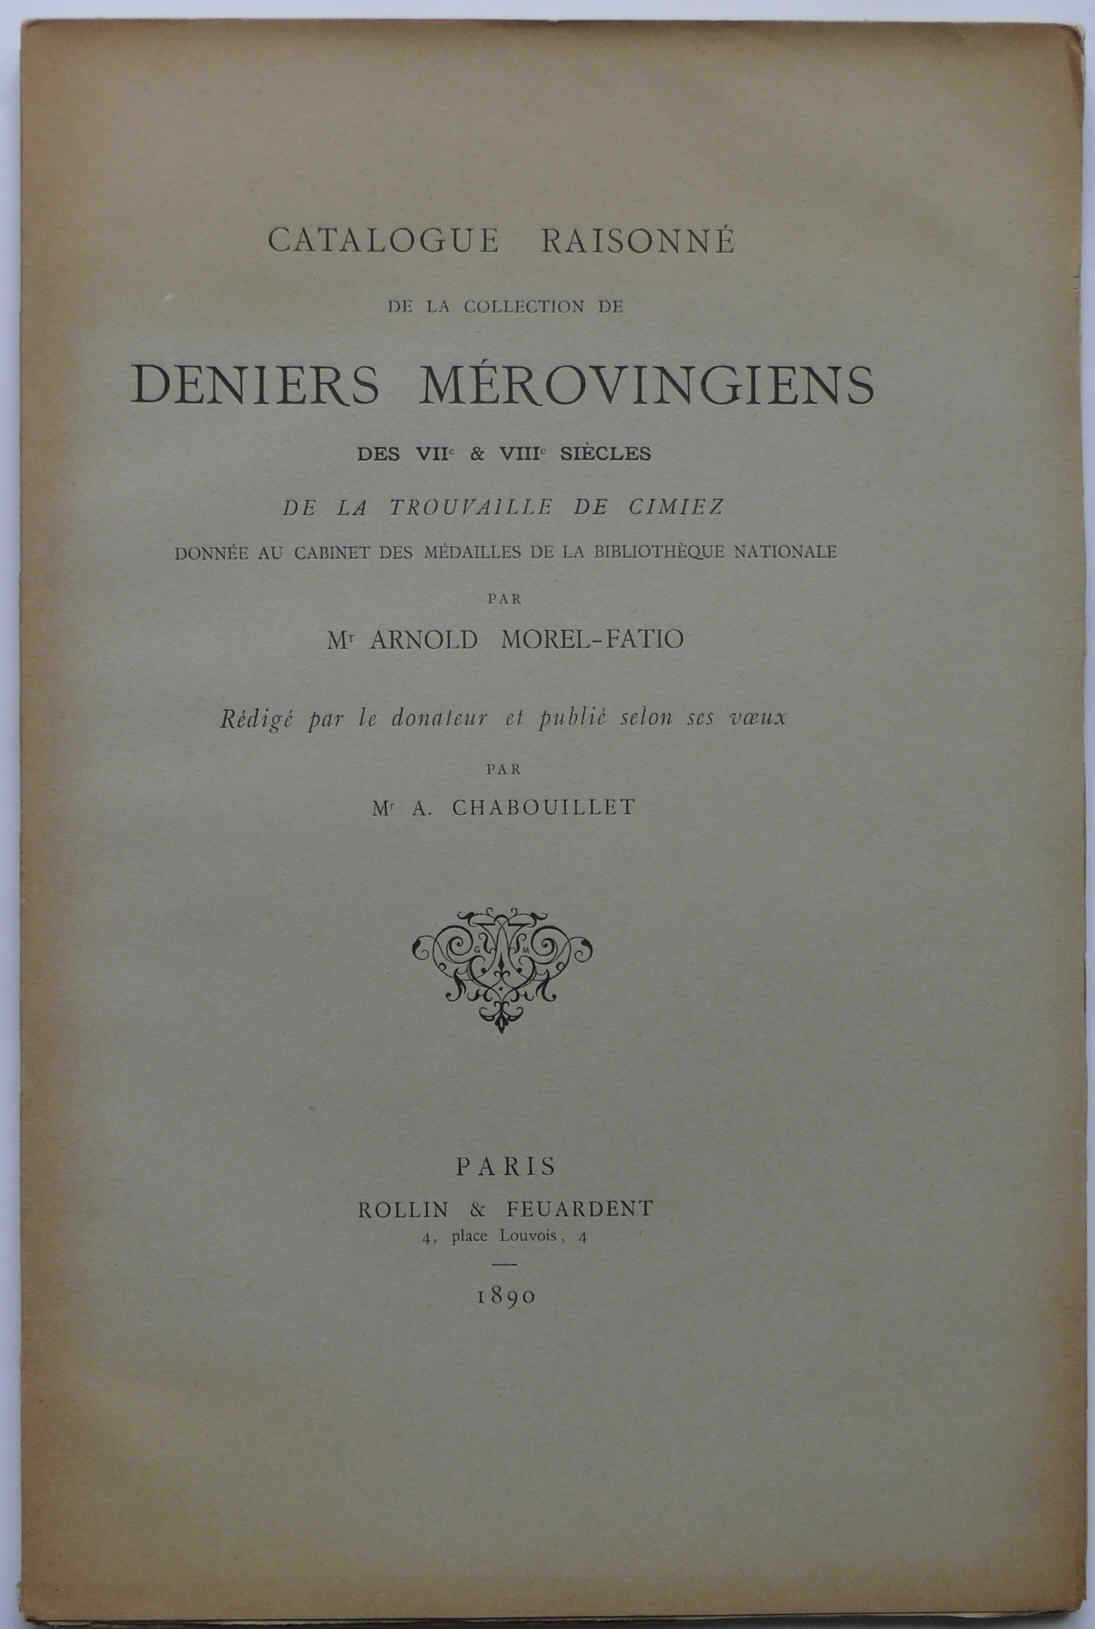 CATALOGUE RAISONNÉ
DE LA COLLECTION DE
DENIERS MÉROVINGIENS
DES VIIᵉ & VIIIᵉ SIÈCLES
DE LA TROUVAILLE DE CIMIEZ
DONNÉE AU CABINET DES MÉDAILLES DE LA BIBLIOTHÈQUE NATIONALE
PAR
Mʳ ARNOLD MOREL-FATIO
Rédigé par le donateur et publié selon ses vœux
PAR
Mʳ A. CHABOUILLET
G M
PARIS
ROLLIN & FEUARDENT
4, place Louvois, 4
1890